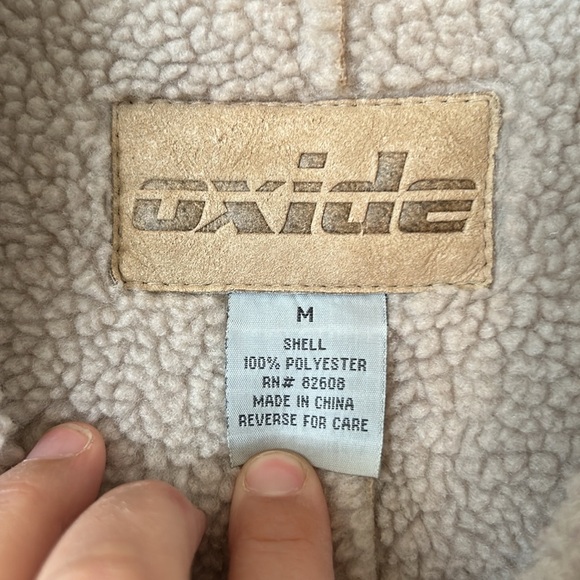 oxide
M
SHELL
100% POLYESTER
RN# 82608
MADE IN CHINA
REVERSE FOR CARE